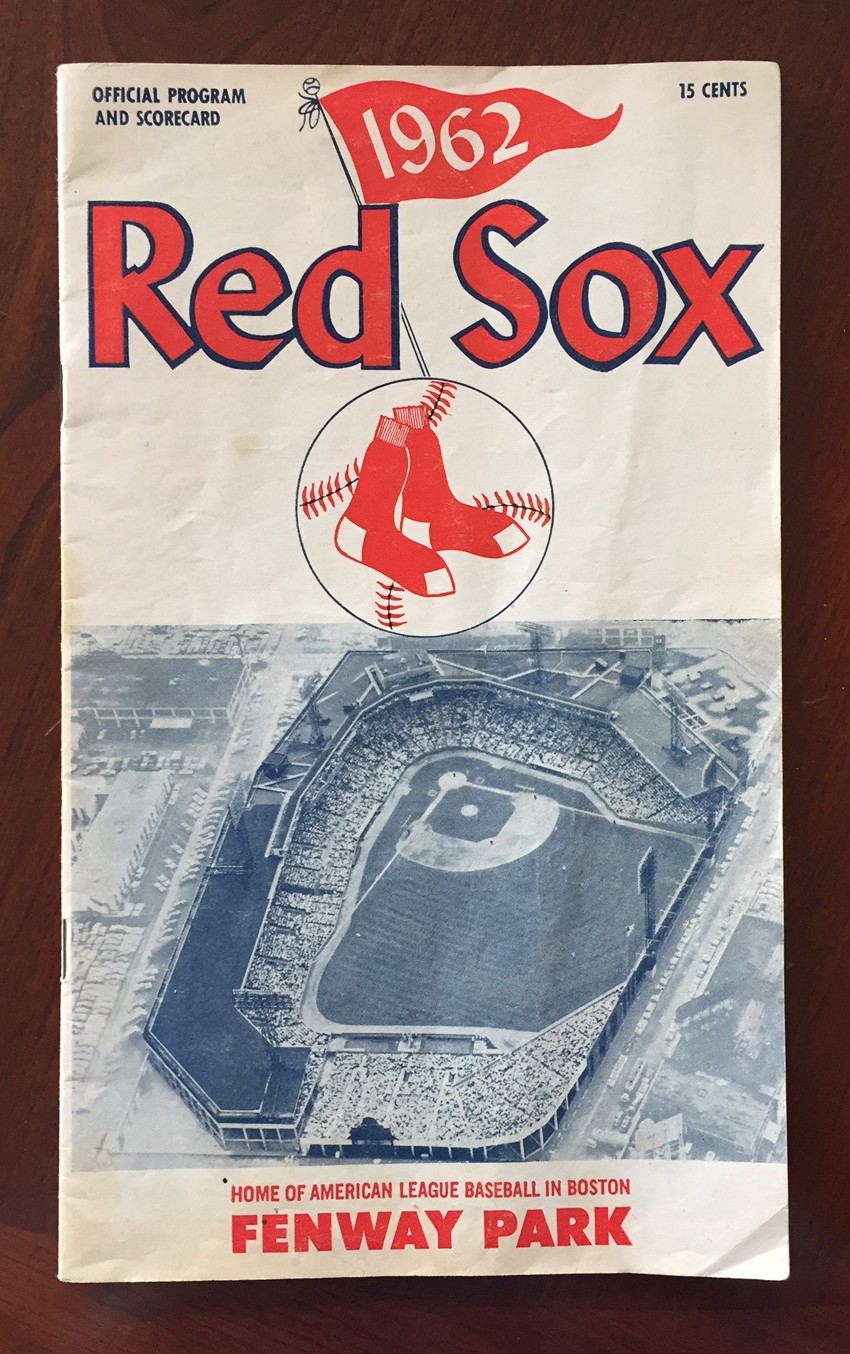 OFFICIAL PROGRAM
AND SCORECARD
15 CENTS
1962
Red Sox
HOME OF AMERICAN LEAGUE BASEBALL IN BOSTON
FENWAY PARK